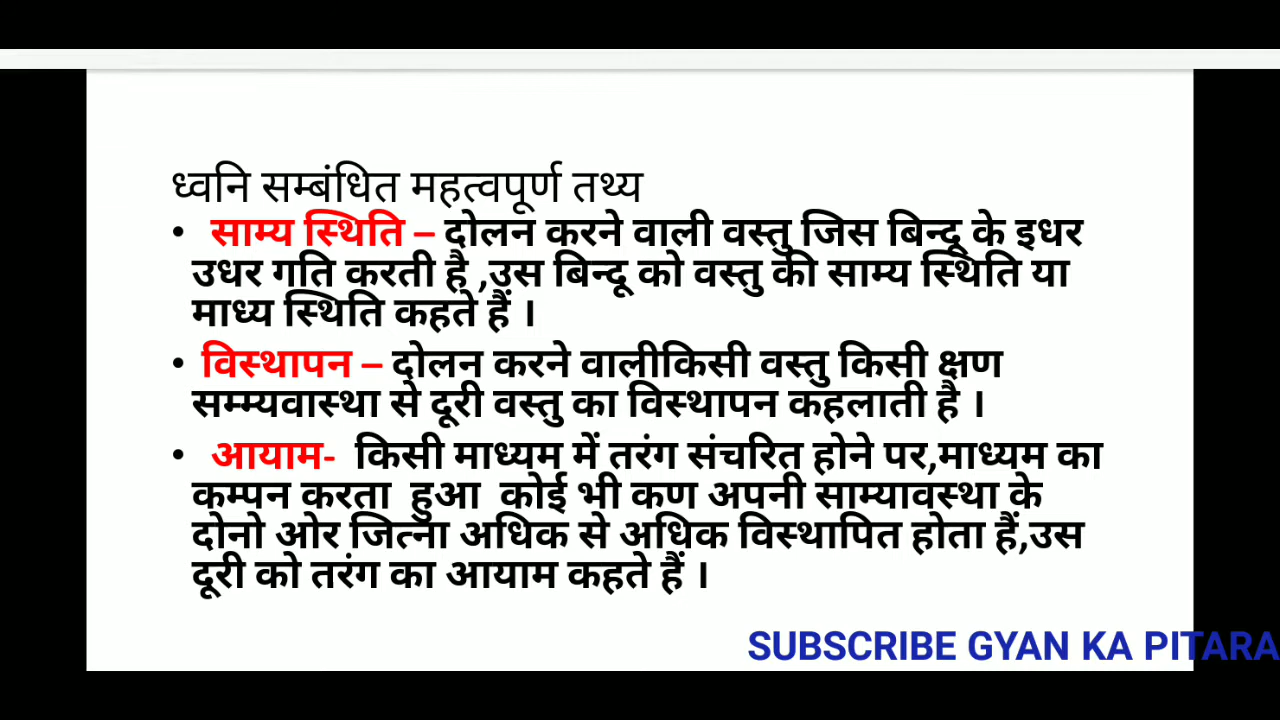 ध्वनि सम्बंधित महत्वपूर्ण तथ्य
• साम्य स्थिति – दोलन करने वाली वस्तु जिस बिन्दू के इधर
उधर गति करती है ,उस बिन्दू को वस्तु की साम्य स्थिति या
माध्य स्थिति कहते हैं ।
• विस्थापन – दोलन करने वालीकिसी वस्तु किसी क्षण
सम्म्यवास्था से दूरी वस्तु का विस्थापन कहलाती है ।
• आयाम- किसी माध्यम में तरंग संचरित होने पर,माध्यम का
कम्पन करता हुआ कोई भी कण अपनी साम्यावस्था के
दोनो ओर जित्ना अधिक से अधिक विस्थापित होता हैं,उस
दूरी को तरंग का आयाम कहते हैं ।
SUBSCRIBE GYAN KA PITARA